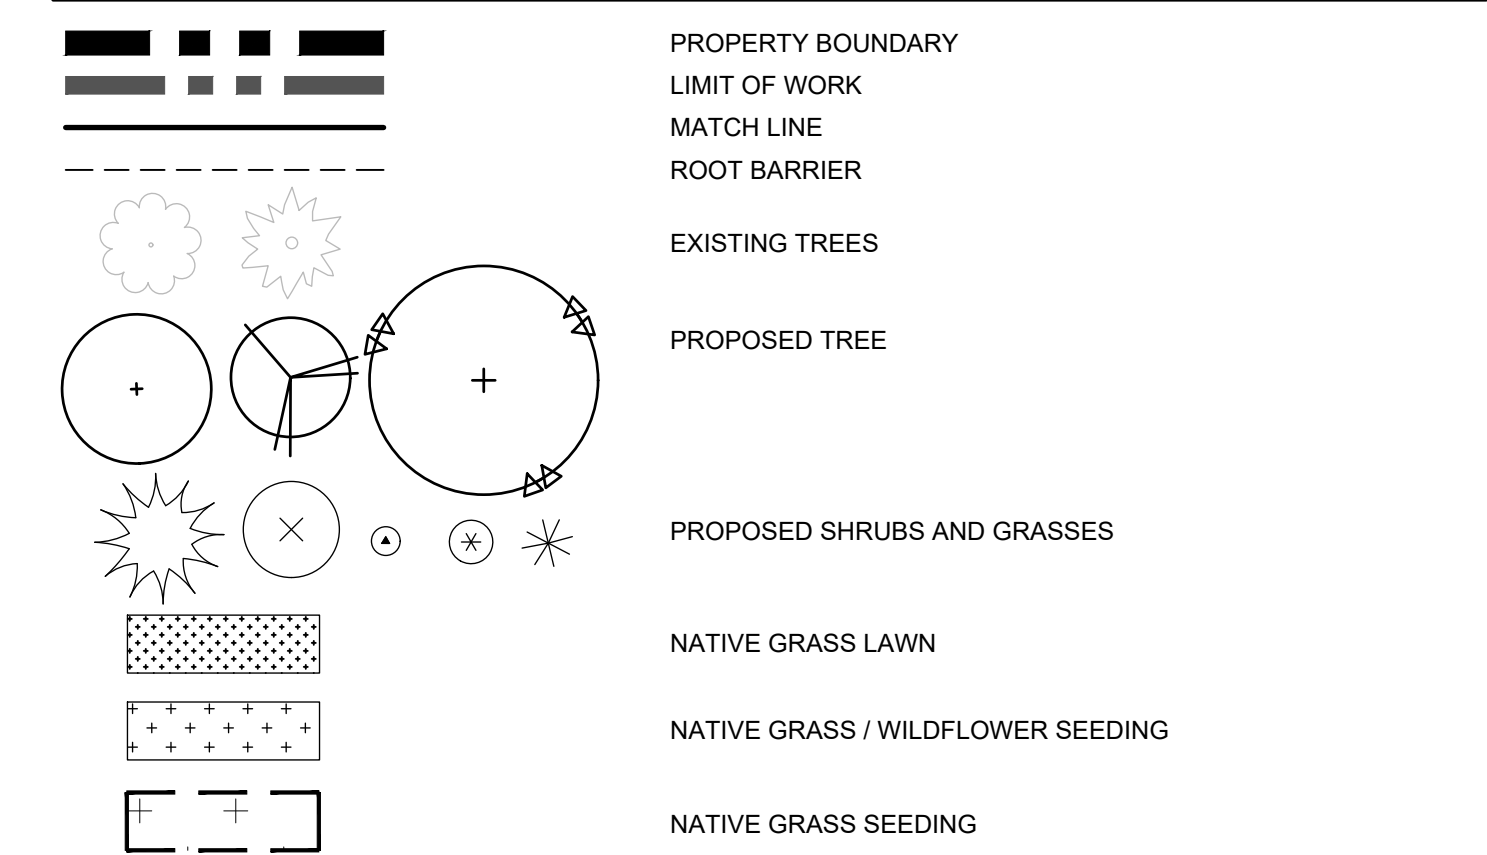 PROPERTY BOUNDARY
LIMIT OF WORK
MATCH LINE
ROOT BARRIER
EXISTING TREES
PROPOSED TREE
PROPOSED SHRUBS AND GRASSES
NATIVE GRASS LAWN
NATIVE GRASS / WILDFLOWER SEEDING
NATIVE GRASS SEEDING